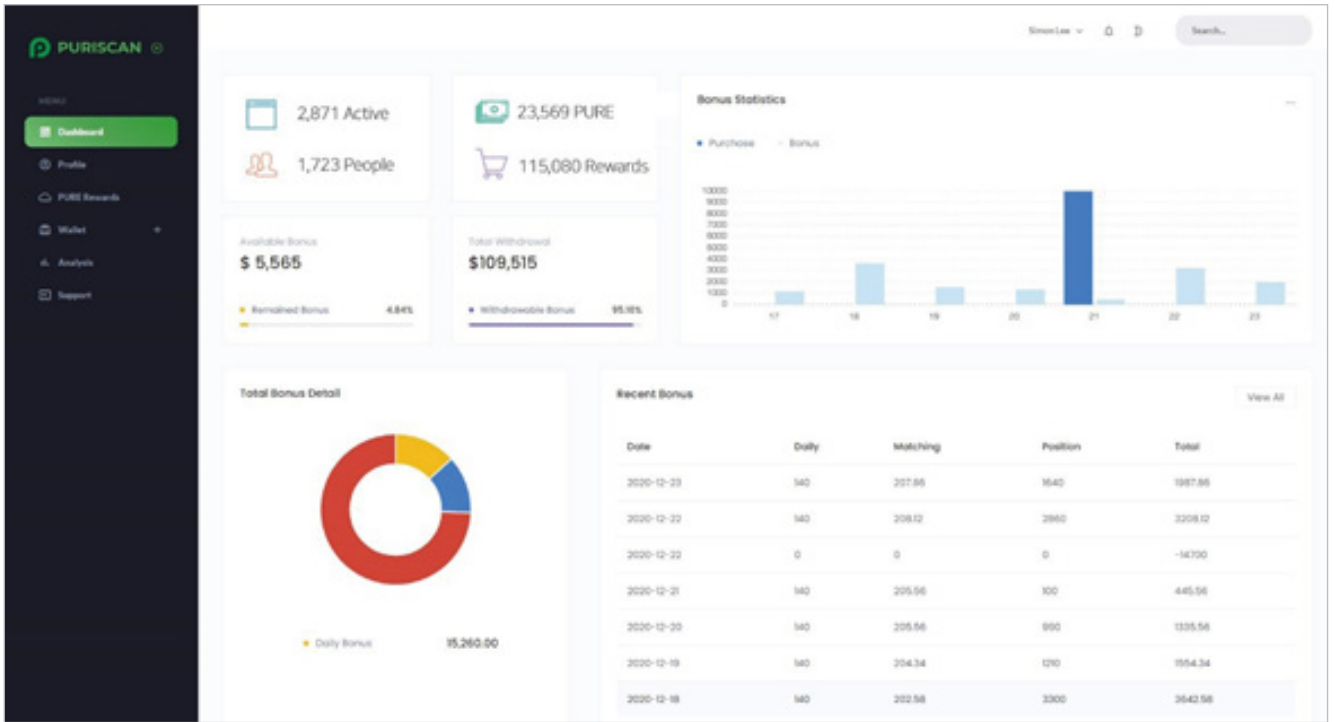 PURISCAN
Simon Lee
Search...
MENU
Dashboard
Profile
PURE Rewards
Wallet +
Analysis
Support
2,871 Active
1,723 People
23,569 PURE
115,080 Rewards
Available Bonus
$ 5,565
Remained Bonus 4.84%
Total Withdrawal
$109,515
Withdrawable Bonus 95.16%
Bonus Statistics
Purchase Bonus
10000
9000
8000
7000
6000
5000
4000
3000
2000
1000
0
17 18 19 20 21 22 23
Total Bonus Detail
Daily Bonus 15,260.00
Recent Bonus View All
Date Daily Matching Position Total
2020-12-23 140 207.86 1640 1987.86
2020-12-22 140 208.12 2860 3208.12
2020-12-22 0 0 0 -14700
2020-12-21 140 205.56 100 445.56
2020-12-20 140 205.56 990 1335.56
2020-12-19 140 204.34 1210 1554.34
2020-12-18 140 202.58 3300 3642.58